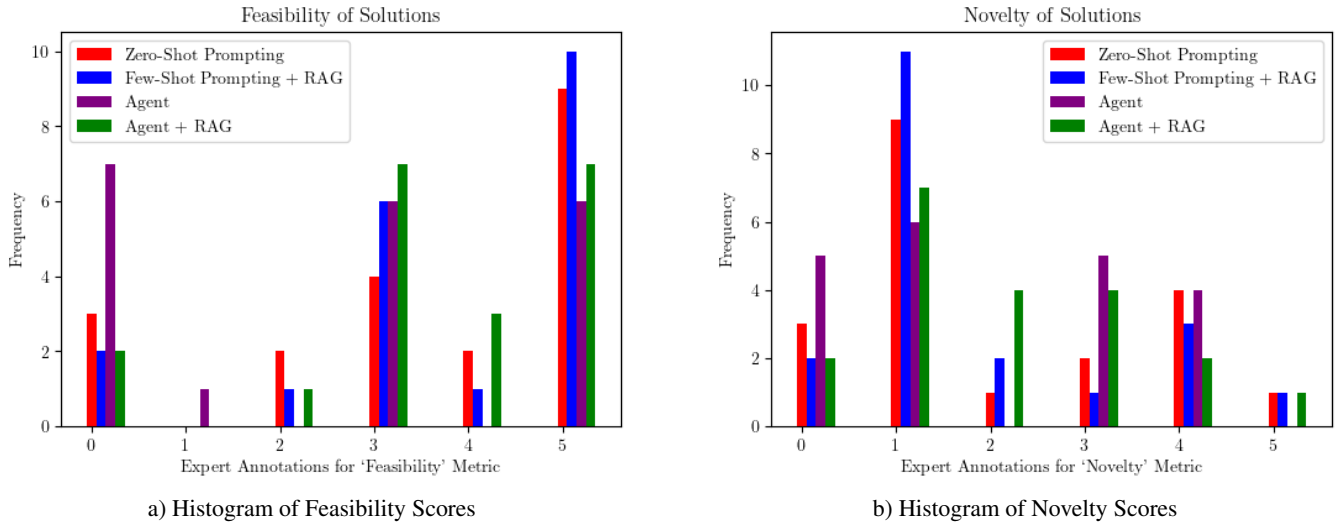 Feasibility of Solutions
Zero-Shot Prompting
Few-Shot Prompting + RAG
Agent
Agent + RAG
Frequency
10
8
6
4
2
0
0 1 2 3 4 5
Expert Annotations for ‘Feasibility’ Metric
a) Histogram of Feasibility Scores
Novelty of Solutions
Zero-Shot Prompting
Few-Shot Prompting + RAG
Agent
Agent + RAG
Frequency
10
8
6
4
2
0
0 1 2 3 4 5
Expert Annotations for ‘Novelty’ Metric
b) Histogram of Novelty Scores